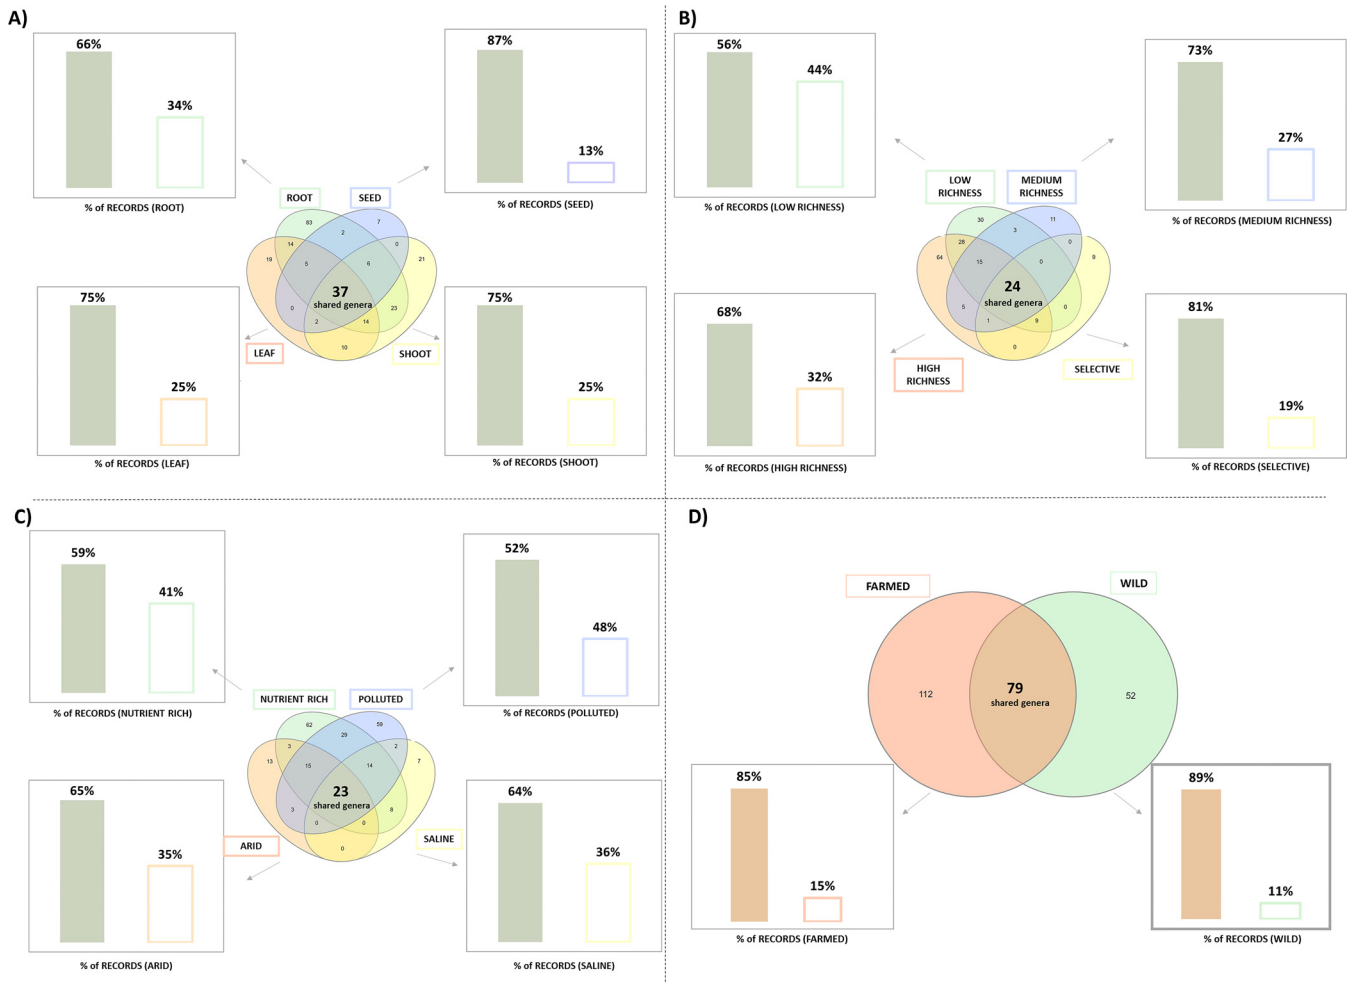 A)
66%
34%
% of RECORDS (ROOT)
87%
13%
% of RECORDS (SEED)
ROOT
SEED
83
7
2
14
0
19
5
6
21
37
shared genera
0
23
2
14
10
LEAF
SHOOT
75%
25%
% of RECORDS (LEAF)
75%
25%
% of RECORDS (SHOOT)
B)
56%
44%
% of RECORDS (LOW RICHNESS)
73%
27%
% of RECORDS (MEDIUM RICHNESS)
LOW
RICHNESS
MEDIUM
RICHNESS
30
11
3
28
0
64
15
0
9
24
shared genera
5
0
1
9
0
HIGH
RICHNESS
SELECTIVE
68%
32%
% of RECORDS (HIGH RICHNESS)
81%
19%
% of RECORDS (SELECTIVE)
C)
59%
41%
% of RECORDS (NUTRIENT RICH)
52%
48%
% of RECORDS (POLLUTED)
NUTRIENT RICH
POLLUTED
62
59
29
3
2
13
15
14
7
23
shared genera
3
8
0
0
0
ARID
SALINE
65%
35%
% of RECORDS (ARID)
64%
36%
% of RECORDS (SALINE)
D)
FARMED
WILD
112
79
shared genera
52
85%
15%
% of RECORDS (FARMED)
89%
11%
% of RECORDS (WILD)